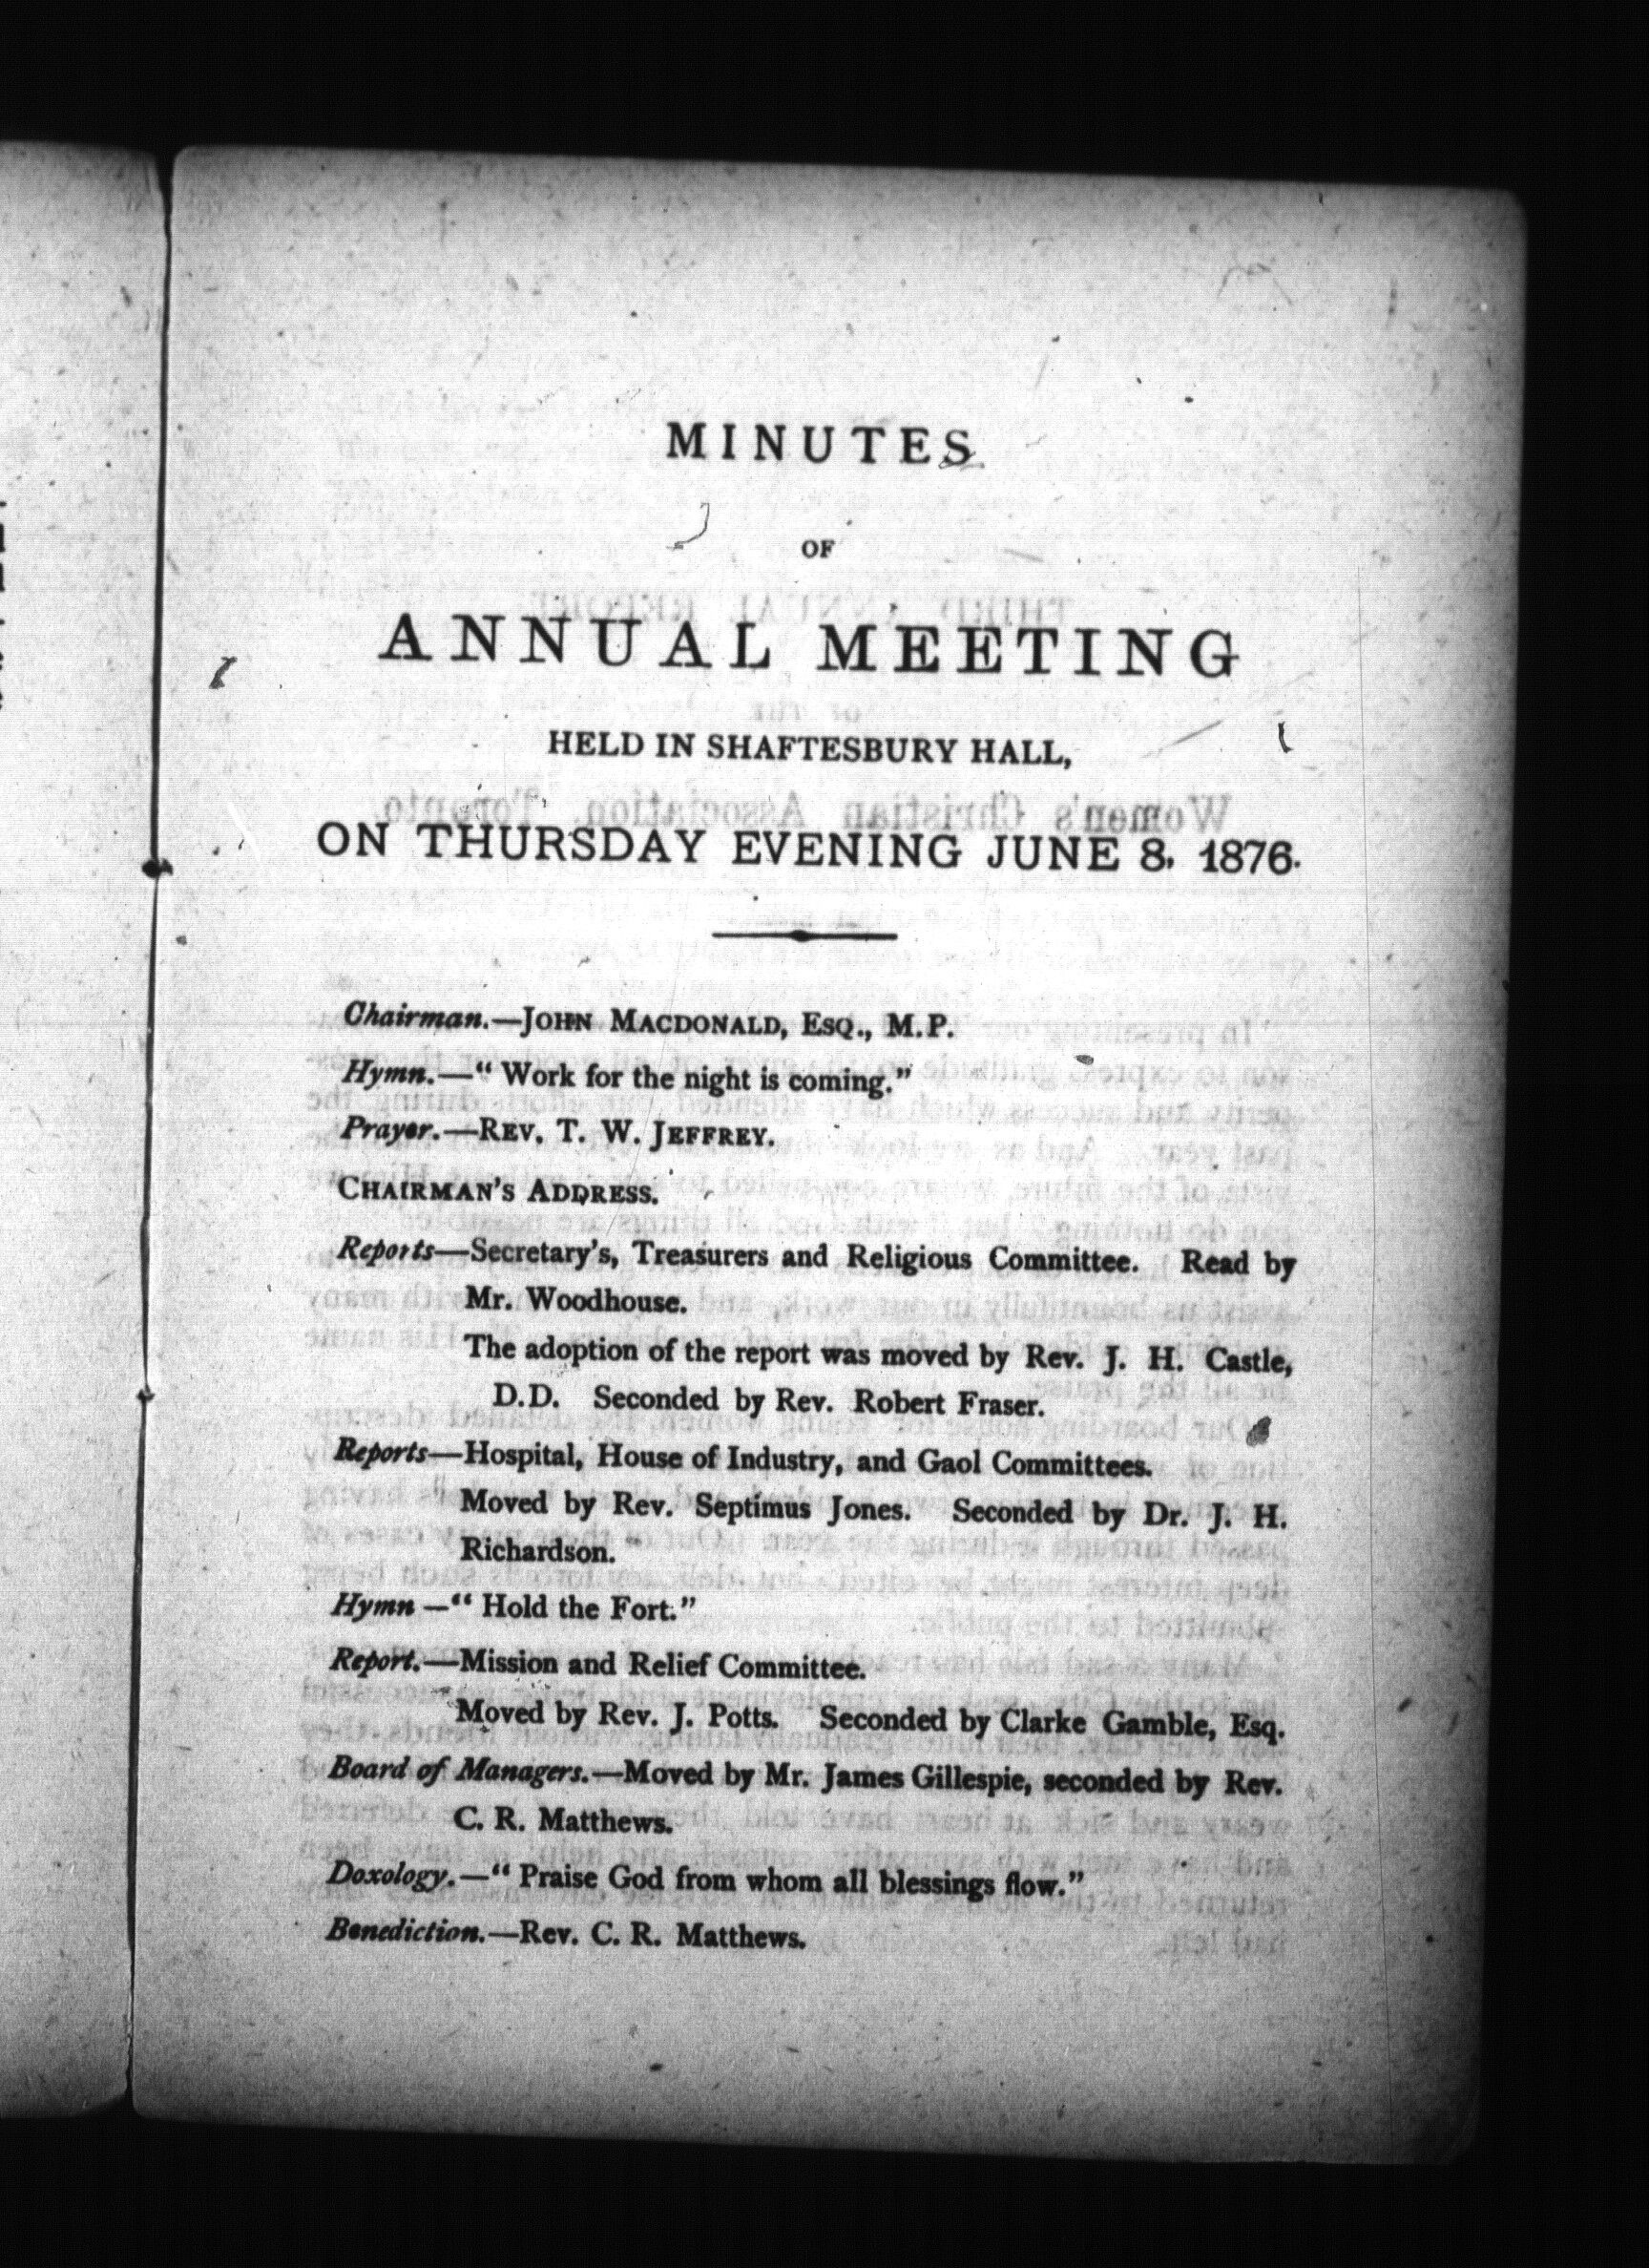 MINUTES
OF
ANNUAL MEETING
HELD IN SHAFTESBURY HALL,
ON THURSDAY EVENING JUNE 8, 1876.
Chairman.—JOHN MACDONALD, ESQ., M.P.
Hymn.—“ Work for the night is coming.”
Prayer.—REV. T. W. JEFFREY.
CHAIRMAN'S ADDRESS.
Reports—Secretary's, Treasurers and Religious Committee. Read by
Mr. Woodhouse.
The adoption of the report was moved by Rev. J. H. Castle,
D.D. Seconded by Rev. Robert Fraser.
Reports—Hospital, House of Industry, and Gaol Committees.
Moved by Rev. Septimus Jones. Seconded by Dr. J. H.
Richardson.
Hymn —“ Hold the Fort.”
Report.—Mission and Relief Committee.
Moved by Rev. J. Potts. Seconded by Clarke Gamble, Esq.
Board of Managers.—Moved by Mr. James Gillespie, seconded by Rev.
C. R. Matthews.
Doxology.—“ Praise God from whom all blessings flow.”
Benediction.—Rev. C. R. Matthews.